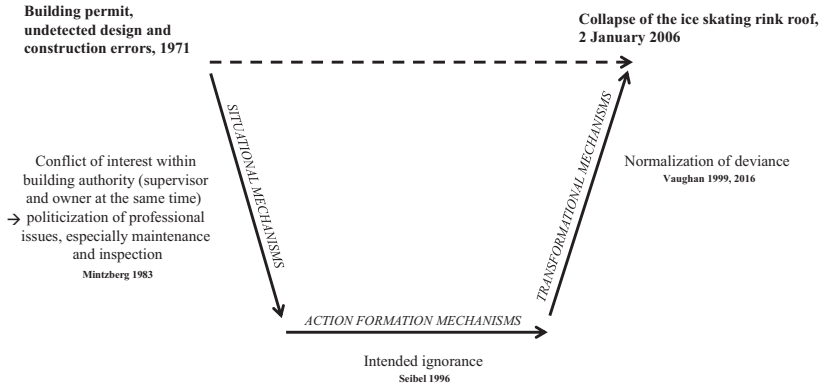 Building permit,
undetected design and
construction errors, 1971
Collapse of the ice skating rink roof,
2 January 2006
SITUATIONAL MECHANISMS
Conflict of interest within
building authority (supervisor
and owner at the same time)
→ politicization of professional
issues, especially maintenance
and inspection
Mintzberg 1983
TRANSFORMATIONAL MECHANISMS
Normalization of deviance
Vaughan 1999, 2016
ACTION FORMATION MECHANISMS
Intended ignorance
Seibel 1996